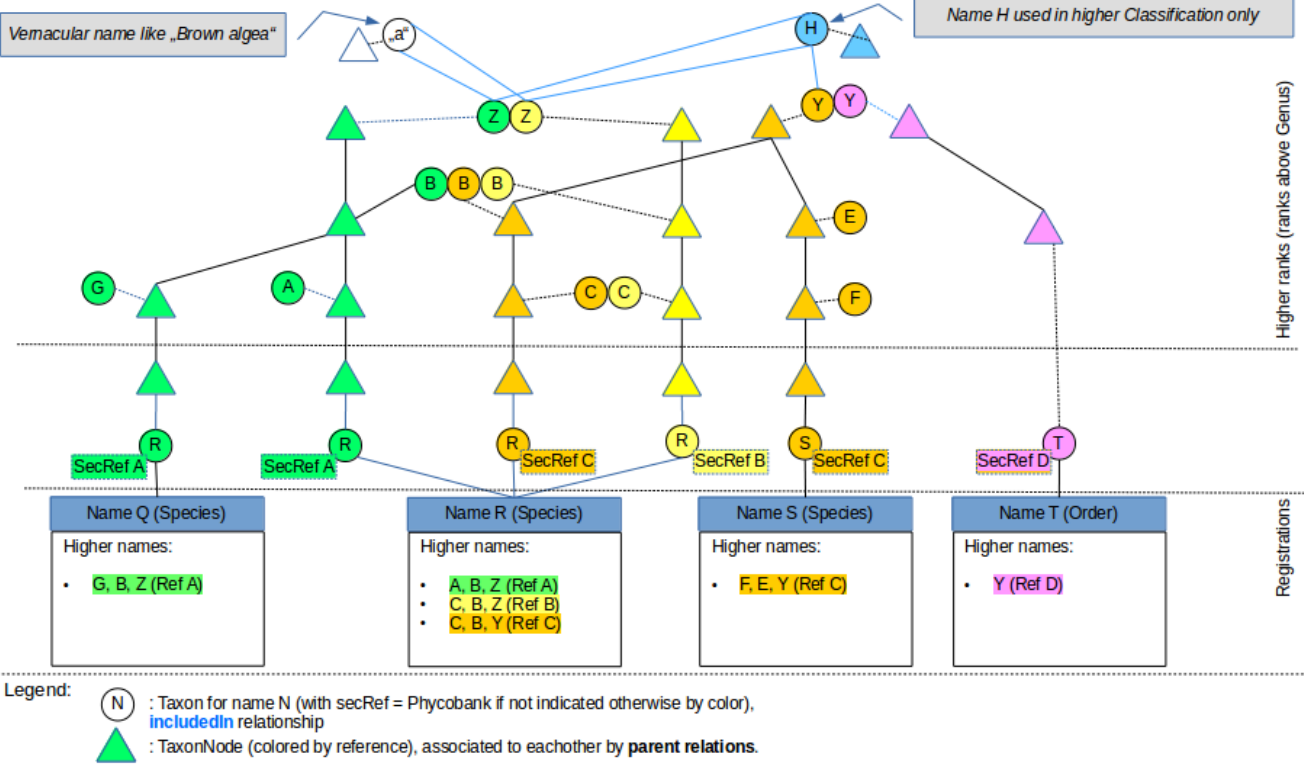 Vernacular name like „Brown algea“
„a“
H
Name H used in higher Classification only
Z Z
Y Y
B B B
E
G
A
C C
F
Higher ranks (ranks above Genus)
R
SecRef A
R
SecRef A
R
SecRef C
R
SecRef B
S
SecRef C
T
SecRef D
Name Q (Species)
Higher names:
• G, B, Z (Ref A)
Name R (Species)
Higher names:
• A, B, Z (Ref A)
• C, B, Z (Ref B)
• C, B, Y (Ref C)
Name S (Species)
Higher names:
• F, E, Y (Ref C)
Name T (Order)
Higher names:
• Y (Ref D)
Registrations
Legend:
N
: Taxon for name N (with secRef = Phycobank if not indicated otherwise by color),
includedIn relationship
: TaxonNode (colored by reference), associated to eachother by parent relations.